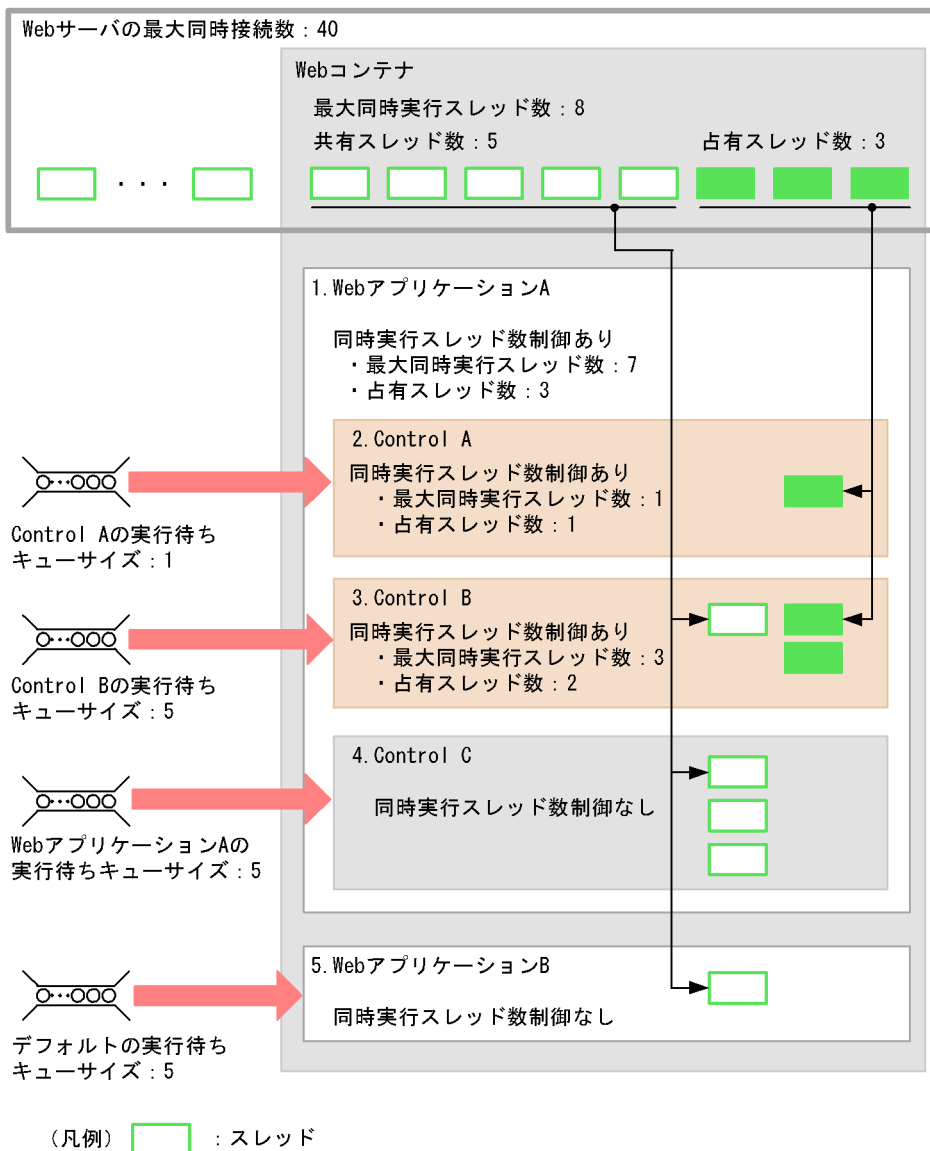 Webサーバの最大同時接続数：40
Webコンテナ
最大同時実行スレッド数：8
共有スレッド数：5
占有スレッド数：3
・・・
1.WebアプリケーションA
同時実行スレッド数制御あり
・最大同時実行スレッド数：7
・占有スレッド数：3
2.Control A
同時実行スレッド数制御あり
・最大同時実行スレッド数：1
・占有スレッド数：1
Control Aの実行待ち
キューサイズ：1
3.Control B
同時実行スレッド数制御あり
・最大同時実行スレッド数：3
・占有スレッド数：2
Control Bの実行待ち
キューサイズ：5
4.Control C
同時実行スレッド数制御なし
WebアプリケーションAの
実行待ちキューサイズ：5
5.WebアプリケーションB
同時実行スレッド数制御なし
デフォルトの実行待ち
キューサイズ：5
（凡例）
：スレッド